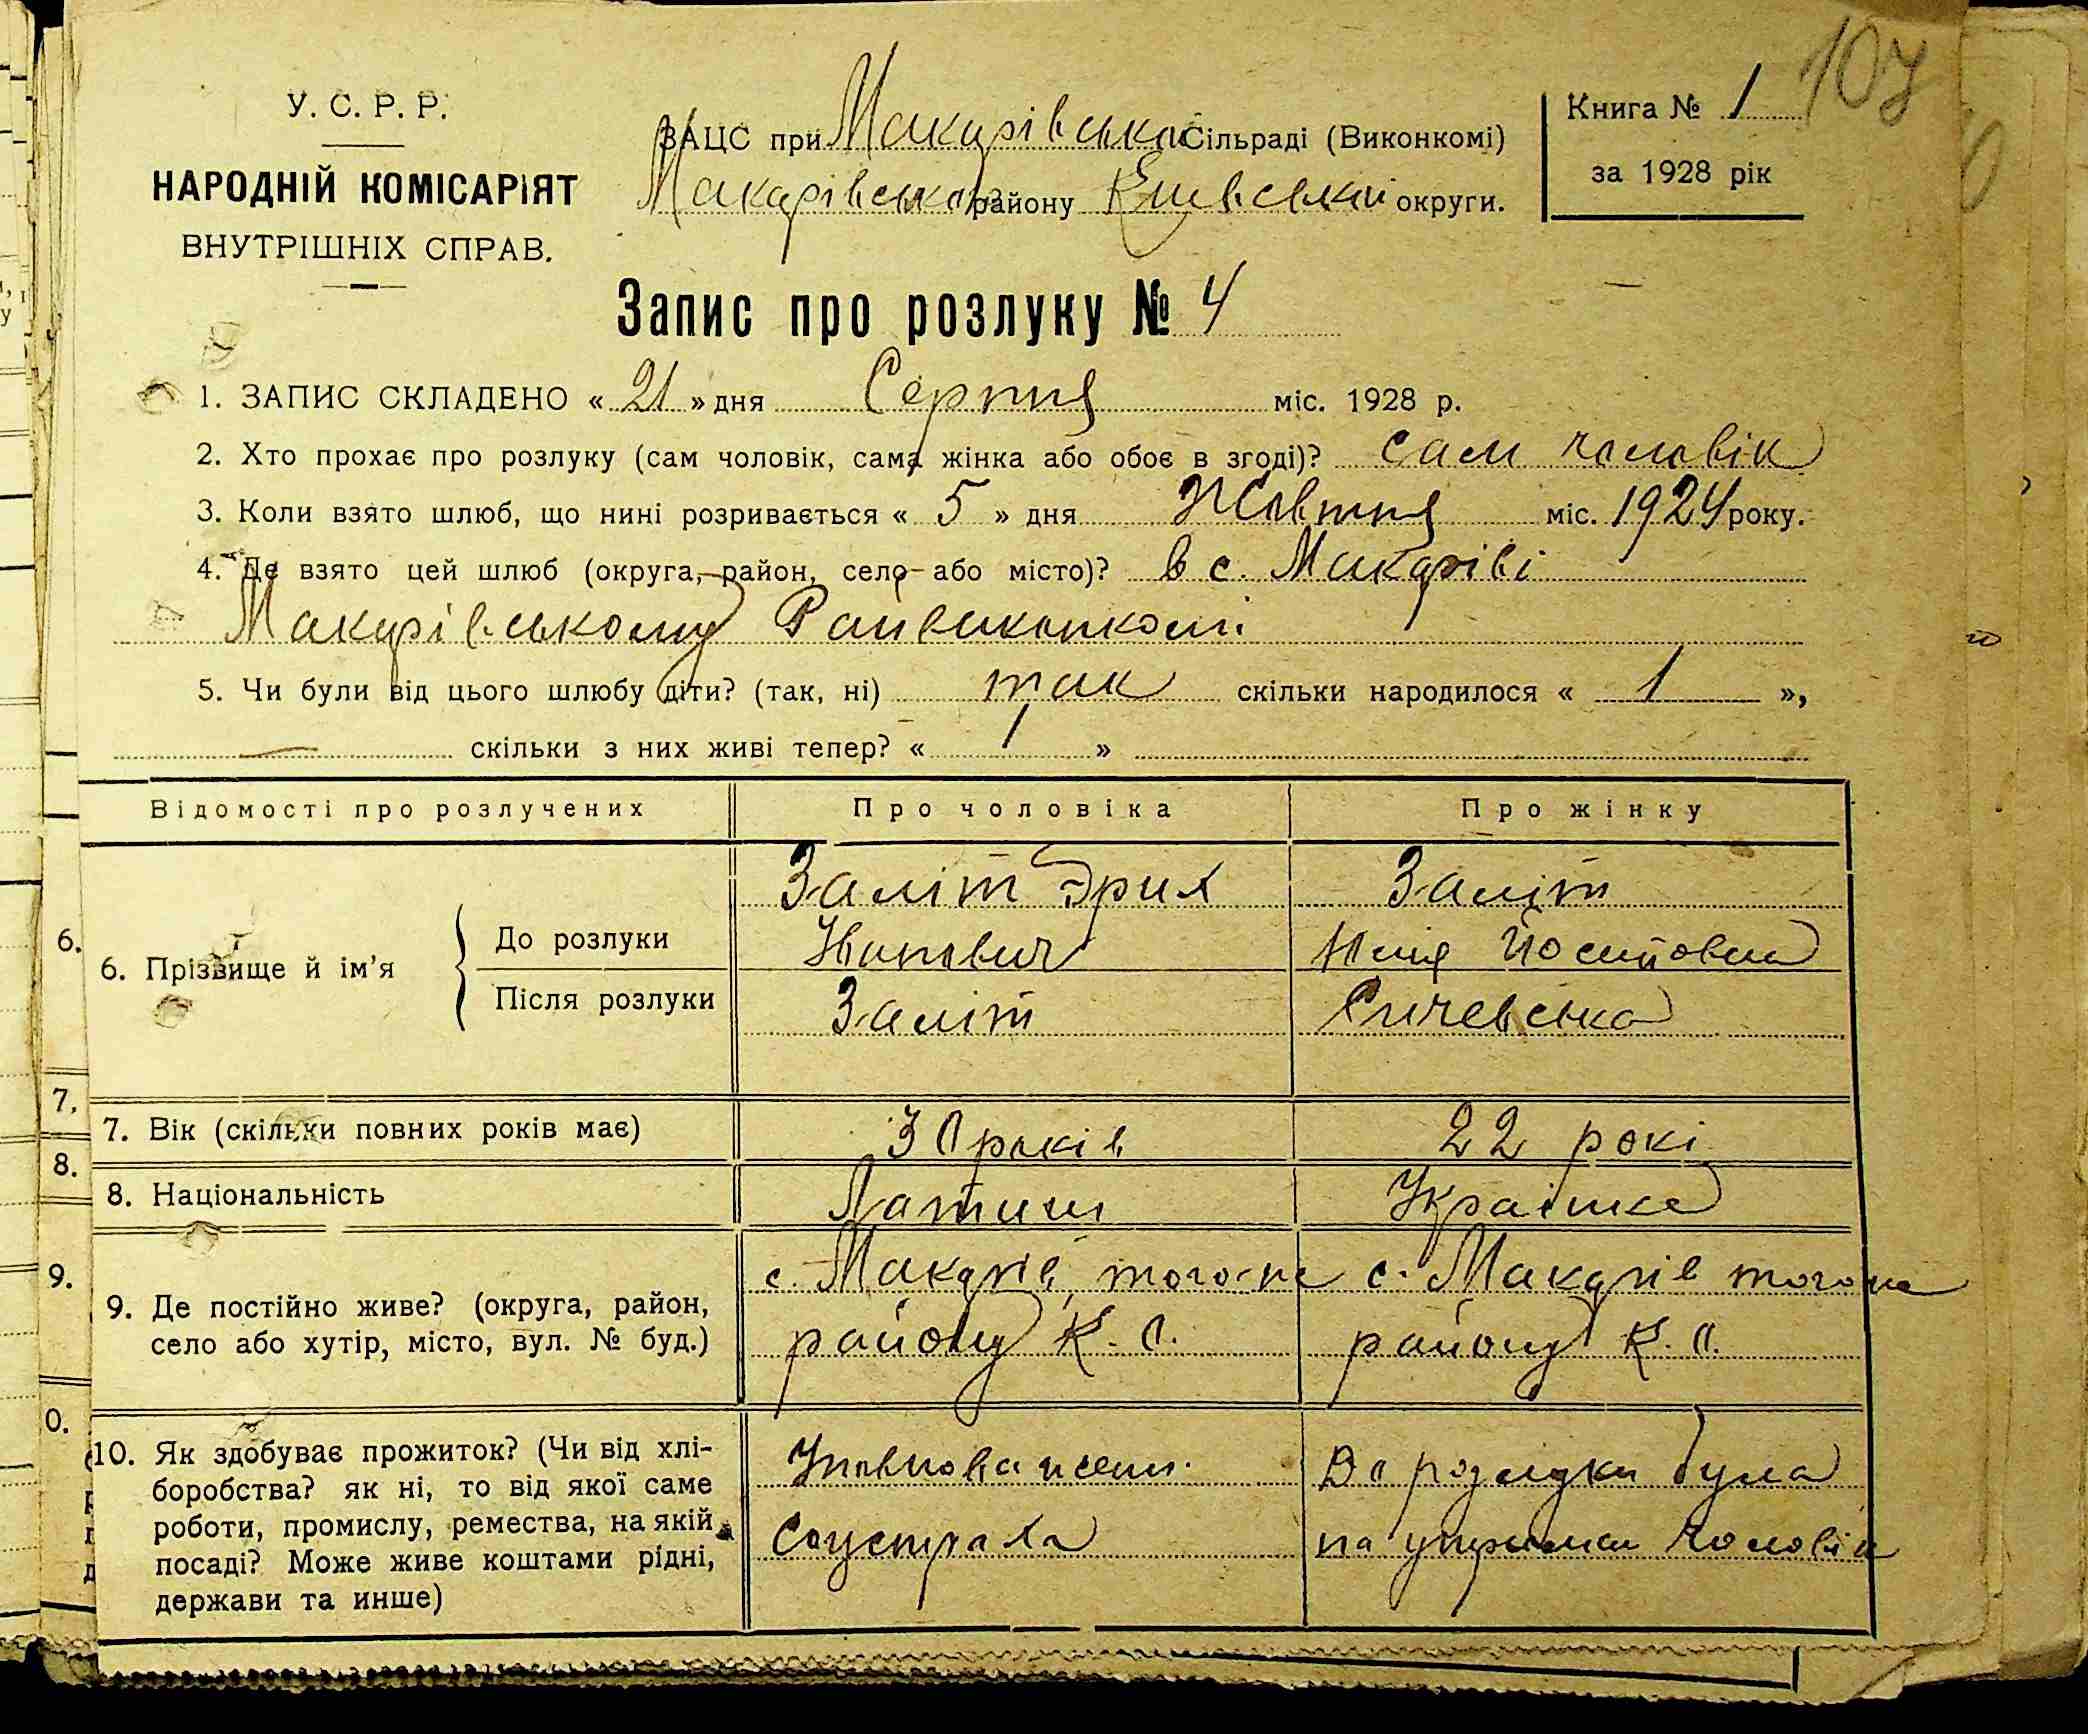 107
У. С. Р. Р.
НАРОДНІЙ КОМІСАРІЯТ
ВНУТРІШНІХ СПРАВ.
ЗАЦС при Макарівській Сільраді (Виконкомі)
Макарівського району Київської округи.
Книга № 1
за 1928 рік
Запис про розлуку № 4
1. ЗАПИС СКЛАДЕНО « 21 » дня Серпня міс. 1928 р.
2. Хто прохає про розлуку (сам чоловік, сама жінка або обоє в згоді)? сам чоловік
3. Коли взято шлюб, що нині розривається « 5 » дня Жовтня міс. 1924 року.
4. Де взято цей шлюб (округа, район, село або місто)? в с. Макаріві
Макарівському Райвиконкомі
5. Чи були від цього шлюбу діти? (так, ні) так скільки народилося « 1 »,
скільки з них живі тепер? « 1 »
Відомості про розлучених
Про чоловіка
Про жінку
6. Прізвище й ім'я
До розлуки
Після розлуки
Заліт Эрих
Иванович
Заліт
Заліт
Юлія Йосиповна
Сичевська
7. Вік (скільки повних років має)
30 років
22 рокі
8. Національність
Латиш
Українка
9. Де постійно живе? (округа, район,
село або хутір, місто, вул. № буд.)
с. Макарів, того-же
району К. О.
с. Макарів того же
району К. О.
10. Як здобуває прожиток? (Чи від хлі-
боробства? як ні, то від якої саме
роботи, промислу, ремества, на якій
посаді? Може живе коштами рідні,
держави та инше)
Уповноважен.
Соцстраха
До розлуки була
на утриман чоловіка